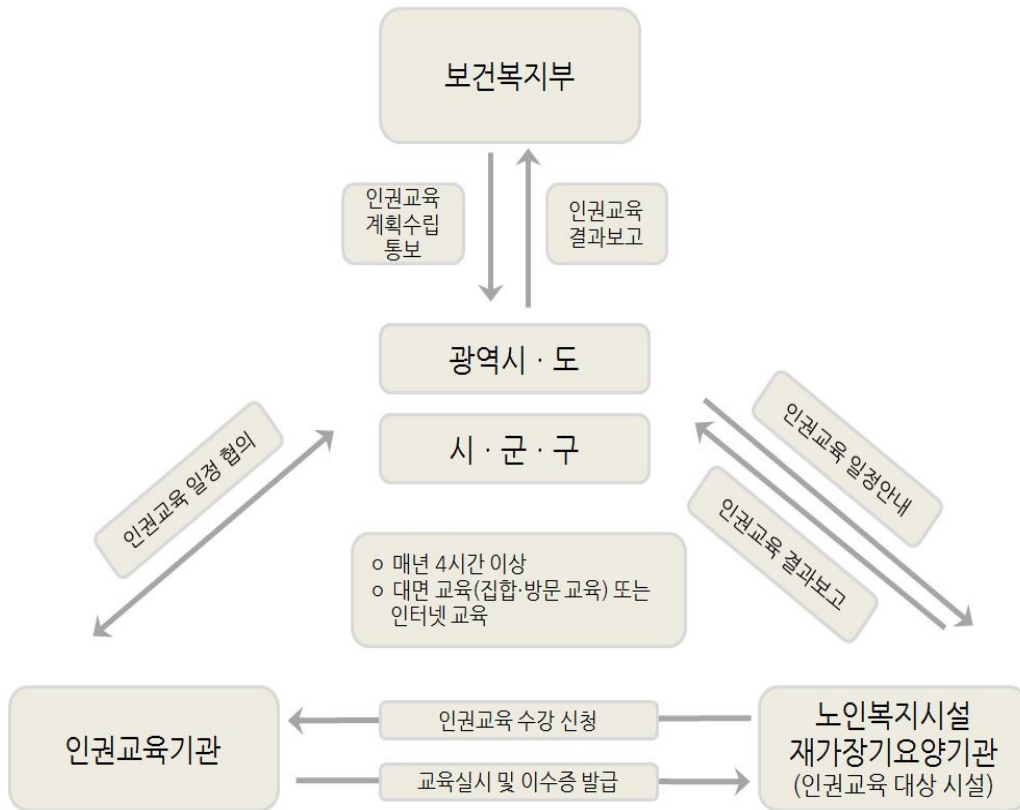 보건복지부
인권교육
계획수립
통보
인권교육
결과보고
광역시 · 도
시 · 군 · 구
인권교육 일정 협의
인권교육 일정안내
인권교육 결과보고
o 매년 4시간 이상
o 대면 교육(집합·방문 교육) 또는
인터넷 교육
인권교육기관
인권교육 수강 신청
교육실시 및 이수증 발급
노인복지시설
재가장기요양기관
(인권교육 대상 시설)